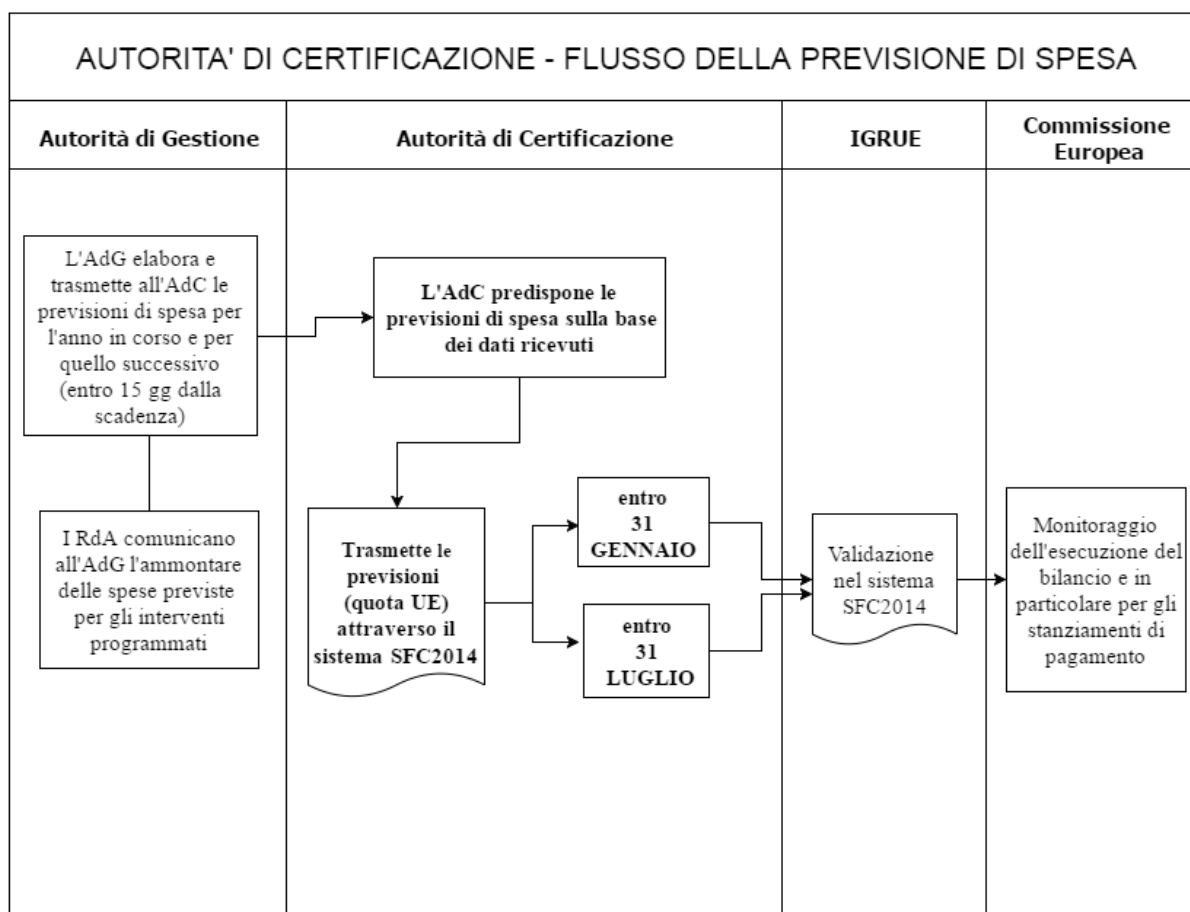 AUTORITA' DI CERTIFICAZIONE - FLUSSO DELLA PREVISIONE DI SPESA
Autorità di Gestione
Autorità di Certificazione
IGRUE
Commissione
Europea
L'AdG elabora e
trasmette all'AdC le
previsioni di spesa per
l'anno in corso e per
quello successivo
(entro 15 gg dalla
scadenza)
I RdA comunicano
all'AdG l'ammontare
delle spese previste
per gli interventi
programmati
L'AdC predispone le
previsioni di spesa sulla base
dei dati ricevuti
Trasmette le
previsioni
(quota UE)
attraverso il
sistema SFC2014
entro
31
GENNAIO
entro
31
LUGLIO
Validazione
nel sistema
SFC2014
Monitoraggio
dell'esecuzione del
bilancio e in
particolare per gli
stanziamenti di
pagamento